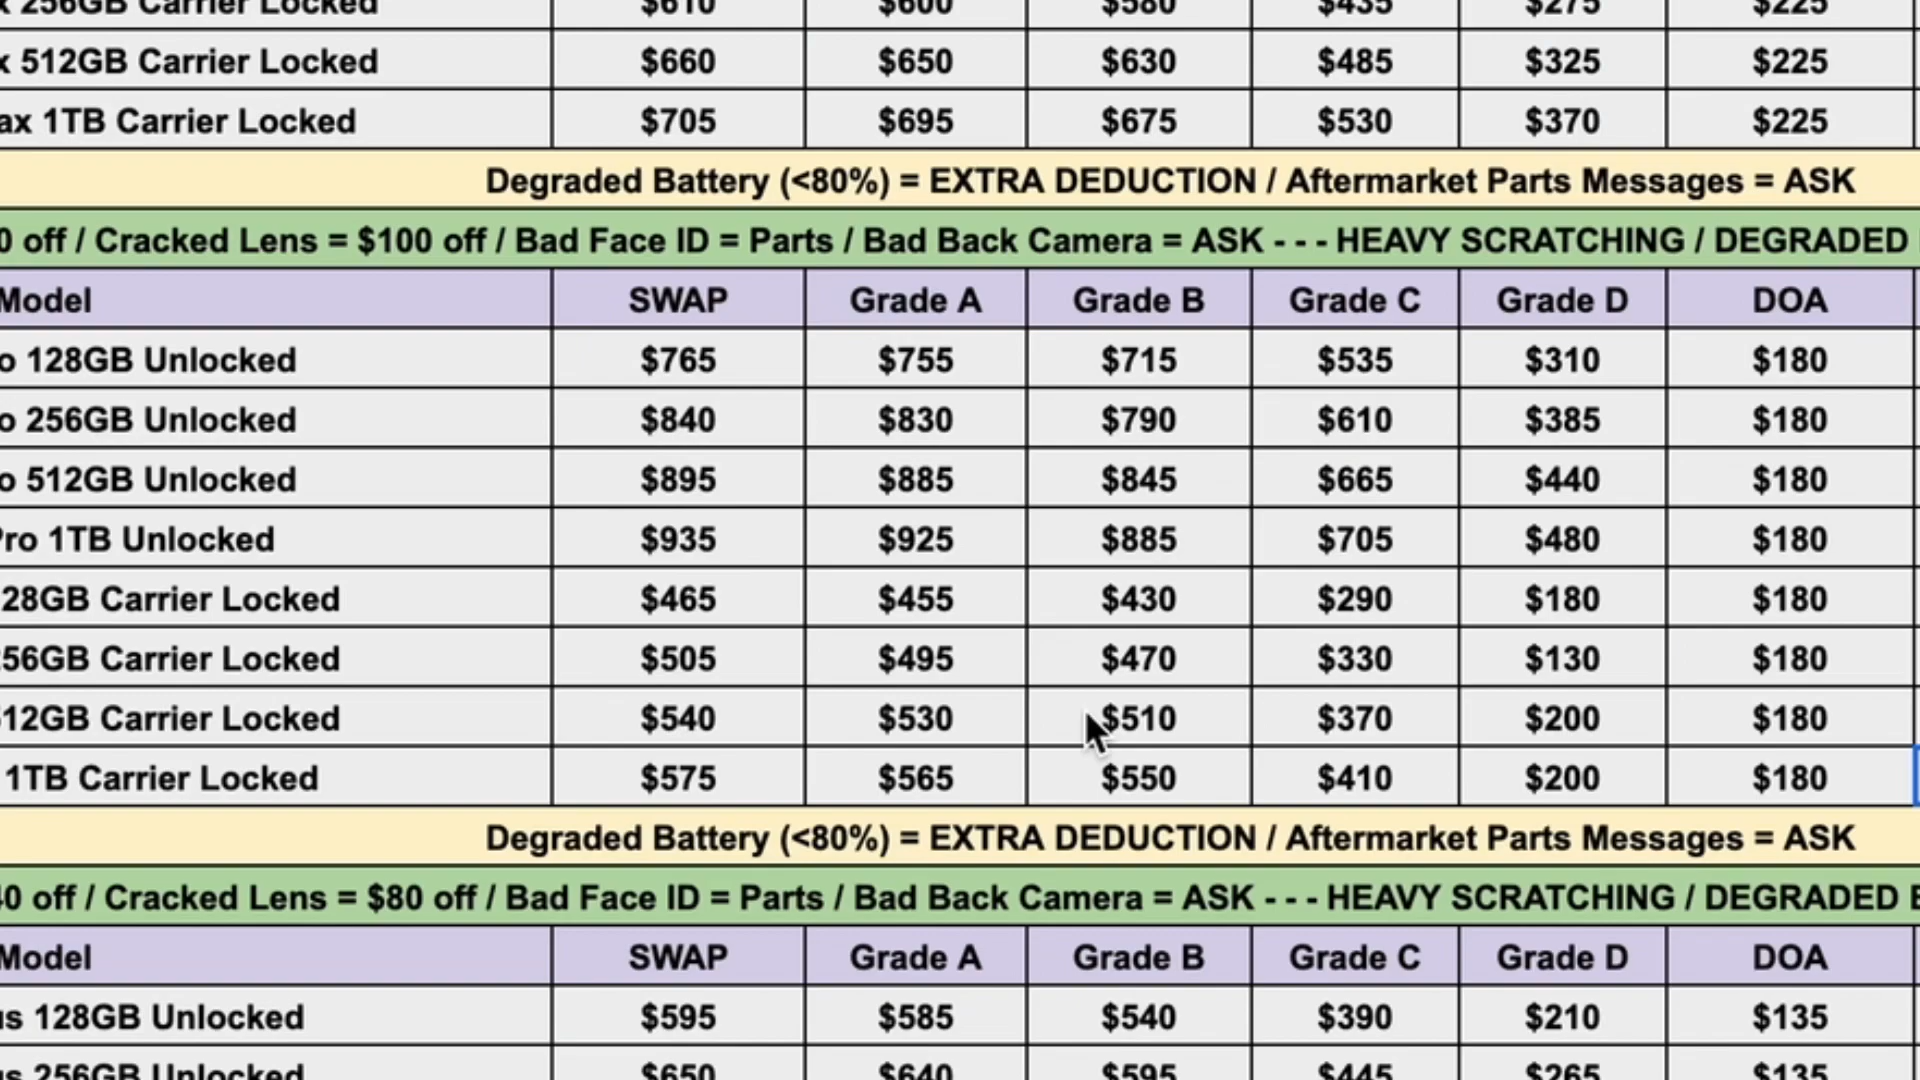 x 256GB Carrier Locked $610 $600 $580 $435 $275 $225
x 512GB Carrier Locked $660 $650 $630 $485 $325 $225
ax 1TB Carrier Locked $705 $695 $675 $530 $370 $225
Degraded Battery (<80%) = EXTRA DEDUCTION / Aftermarket Parts Messages = ASK
0 off / Cracked Lens = $100 off / Bad Face ID = Parts / Bad Back Camera = ASK - - - HEAVY SCRATCHING / DEGRADED
Model SWAP Grade A Grade B Grade C Grade D DOA
o 128GB Unlocked $765 $755 $715 $535 $310 $180
o 256GB Unlocked $840 $830 $790 $610 $385 $180
o 512GB Unlocked $895 $885 $845 $665 $440 $180
Pro 1TB Unlocked $935 $925 $885 $705 $480 $180
28GB Carrier Locked $465 $455 $430 $290 $180 $180
256GB Carrier Locked $505 $495 $470 $330 $130 $180
512GB Carrier Locked $540 $530 $510 $370 $200 $180
1TB Carrier Locked $575 $565 $550 $410 $200 $180
Degraded Battery (<80%) = EXTRA DEDUCTION / Aftermarket Parts Messages = ASK
40 off / Cracked Lens = $80 off / Bad Face ID = Parts / Bad Back Camera = ASK - - - HEAVY SCRATCHING / DEGRADED
Model SWAP Grade A Grade B Grade C Grade D DOA
us 128GB Unlocked $595 $585 $540 $390 $210 $135
us 256GB Unlocked $650 $640 $595 $445 $265 $135